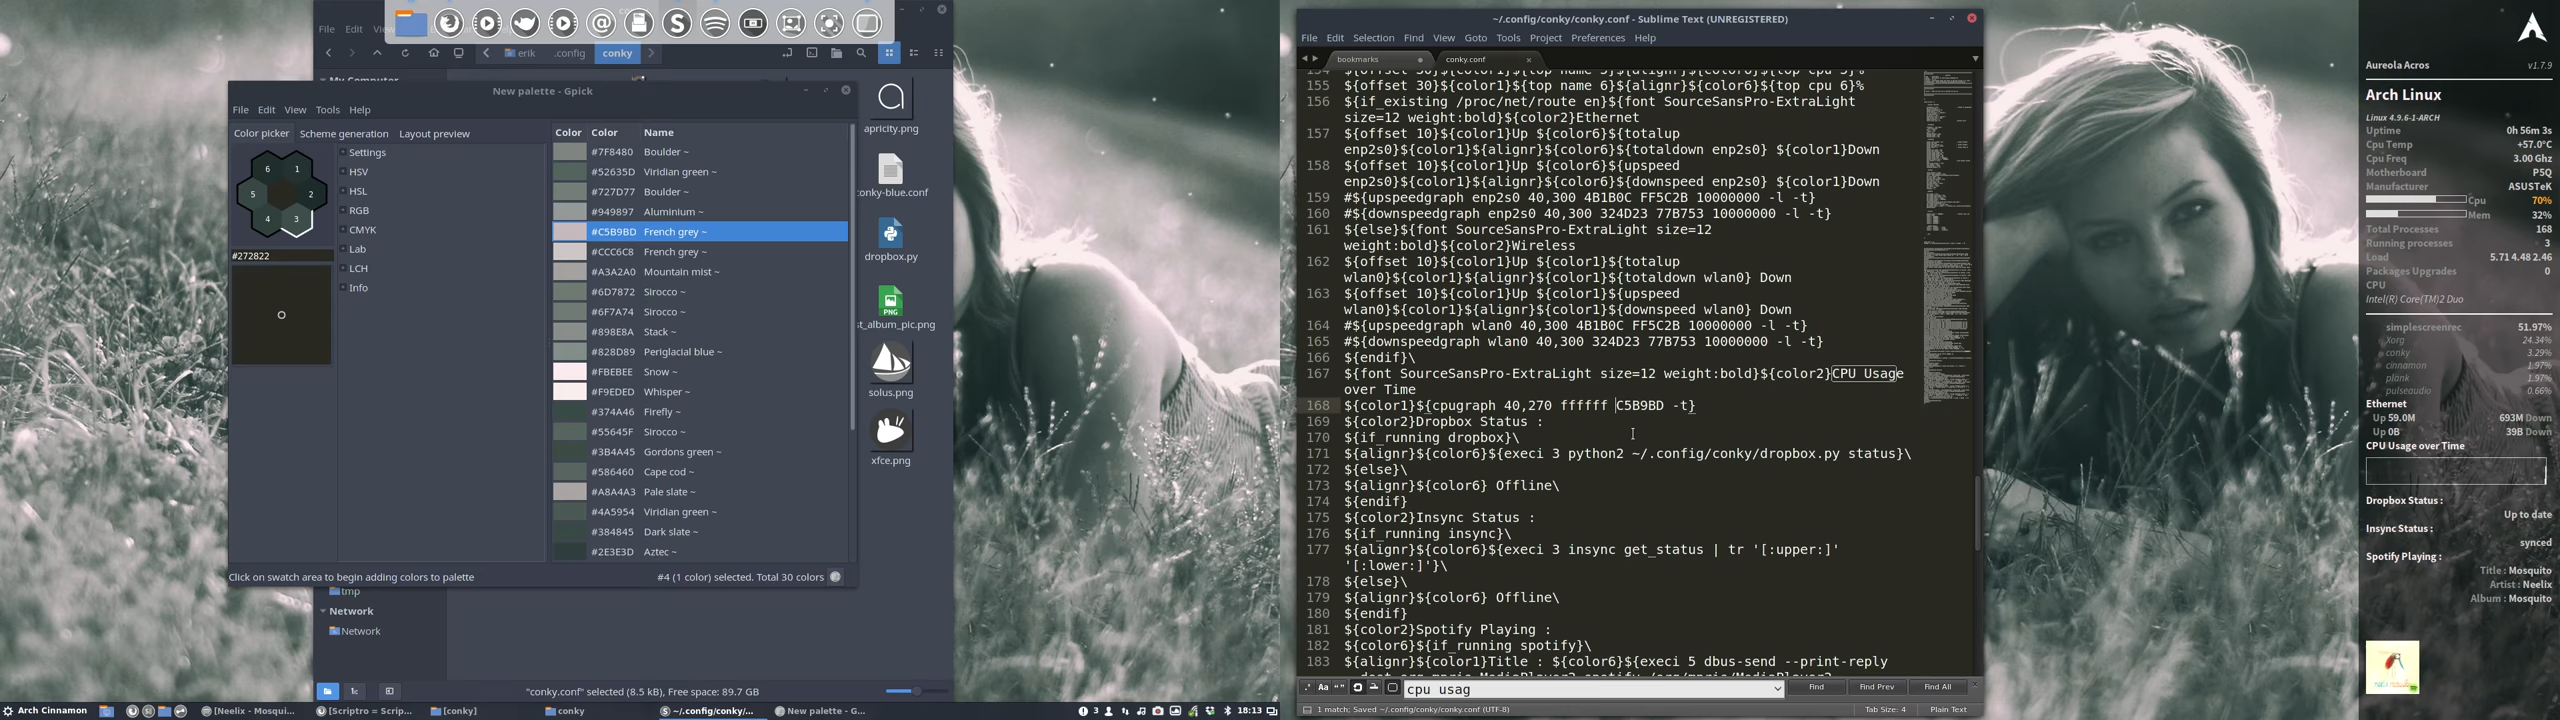 File Edit View
erik .config conky
My Computer
New palette - Gpick
File Edit View Tools Help
Color picker Scheme generation Layout preview
6 1
5 2
4 3
#272822
Settings
HSV
HSL
RGB
CMYK
Lab
LCH
Info
Color Color Name
#7F8480 Boulder ~
#52635D Viridian green ~
#727D77 Boulder ~
#949897 Aluminium ~
#C5B9BD French grey ~
#CCC6C8 French grey ~
#A3A2A0 Mountain mist ~
#6D7872 Sirocco ~
#6F7A74 Sirocco ~
#898E8A Stack ~
#828D89 Periglacial blue ~
#FBEBEE Snow ~
#F9EDED Whisper ~
#374A46 Firefly ~
#55645F Sirocco ~
#3B4A45 Gordons green ~
#586460 Cape cod ~
#A8A4A3 Pale slate ~
#4A5954 Viridian green ~
#384845 Dark slate ~
#2E3E3D Aztec ~
Click on swatch area to begin adding colors to palette
#4 (1 color) selected. Total 30 colors
apricity.png
conky-blue.conf
dropbox.py
PNG
st_album_pic.png
solus.png
xfce.png
tmp
Network
Network
"conky.conf" selected (8.5 kB), Free space: 89.7 GB
~/.config/conky/conky.conf - Sublime Text (UNREGISTERED)
File Edit Selection Find View Goto Tools Project Preferences Help
bookmarks conky.conf
154 ${offset 30}${color1}${top name 5}${alignr}${color6}${top cpu 5}%
155 ${offset 30}${color1}${top name 6}${alignr}${color6}${top cpu 6}%
156 ${if_existing /proc/net/route en}${font SourceSansPro-ExtraLight
size=12 weight:bold}${color2}Ethernet
157 ${offset 10}${color1}Up ${color6}${totalup
enp2s0}${color1}${alignr}${color6}${totaldown enp2s0} ${color1}Down
158 ${offset 10}${color1}Up ${color6}${upspeed
enp2s0}${color1}${alignr}${color6}${downspeed enp2s0} ${color1}Down
159 #${upspeedgraph enp2s0 40,300 4B1B0C FF5C2B 10000000 -l -t}
160 #${downspeedgraph enp2s0 40,300 324D23 77B753 10000000 -l -t}
161 ${else}${font SourceSansPro-ExtraLight size=12
weight:bold}${color2}Wireless
162 ${offset 10}${color1}Up ${color1}${totalup
wlan0}${color1}${alignr}${color1}${totaldown wlan0} Down
163 ${offset 10}${color1}Up ${color1}${upspeed
wlan0}${color1}${alignr}${color1}${downspeed wlan0} Down
164 #${upspeedgraph wlan0 40,300 4B1B0C FF5C2B 10000000 -l -t}
165 #${downspeedgraph wlan0 40,300 324D23 77B753 10000000 -l -t}
166 ${endif}\
167 ${font SourceSansPro-ExtraLight size=12 weight:bold}${color2}CPU Usage
over Time
168 ${color1}${cpugraph 40,270 ffffff C5B9BD -t}
169 ${color2}Dropbox Status :
170 ${if_running dropbox}\
171 ${alignr}${color6}${execi 3 python2 ~/.config/conky/dropbox.py status}\
172 ${else}\
173 ${alignr}${color6} Offline\
174 ${endif}
175 ${color2}Insync Status :
176 ${if_running insync}\
177 ${alignr}${color6}${execi 3 insync get_status | tr '[:upper:]'
'[:lower:]'}\
178 ${else}\
179 ${alignr}${color6} Offline\
180 ${endif}
181 ${color2}Spotify Playing :
182 ${color6}${if_running spotify}\
183 ${alignr}${color1}Title : ${color6}${execi 5 dbus-send --print-reply
cpu usag
Find Find Prev Find All
1 match; Saved ~/.config/conky/conky.conf (UTF-8)
Tab Size: 4 Plain Text
Aureola Acros v1.7.9
Arch Linux
Linux 4.9.6-1-ARCH
Uptime 0h 56m 3s
Cpu Temp +57.0°C
Cpu Freq 3.00 Ghz
Motherboard P5Q
Manufacturer ASUSTeK
Cpu 70%
Mem 32%
Total Processes 168
Running processes 3
Load 5.71 4.48 2.46
Packages Upgrades 0
CPU
Intel(R) Core(TM)2 Duo
simplescreenrec 51.97%
Xorg 24.34%
conky 3.29%
cinnamon 1.97%
plank 1.97%
pulseaudio 0.66%
Ethernet
Up 59.0M 693M Down
Up 0B 39B Down
CPU Usage over Time
Dropbox Status :
Up to date
Insync Status :
synced
Spotify Playing :
Title : Mosquito
Artist : Neelix
Album : Mosquito
Arch Cinnamon
[Neelix - Mosqui...
[Scriptro = Scrip...
[conky]
conky
~/.config/conky/...
New palette - G...
3
18:13